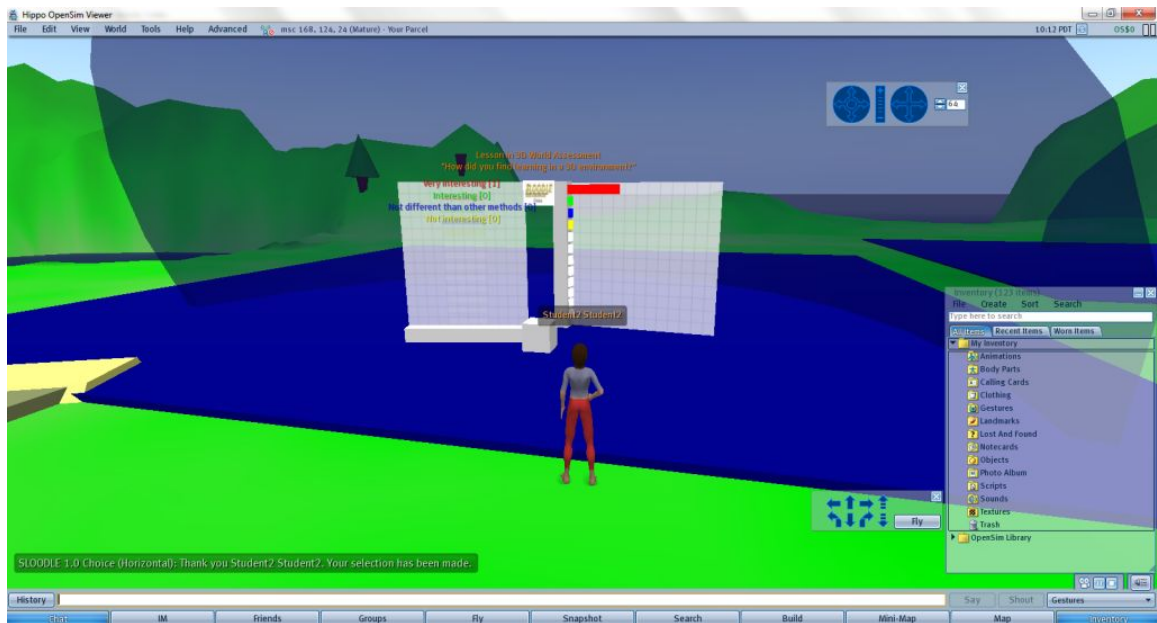 Hippo OpenSim Viewer
File Edit View World Tools Help Advanced msc 168, 124, 24 (Mature) - Your Parcel 10:12 PDT OS$0
64
Lesson in 3D World Assessment
"How did you find learning in a 3D environment?"
Very interesting [1]
Interesting [0]
Not different than other methods [0]
Not interesting [0]
Student2 Student2
Inventory (123 items)
File Create Sort Search
Type here to search
All Items Recent Items Worn Items
My Inventory
Animations
Body Parts
Calling Cards
Clothing
Gestures
Landmarks
Lost And Found
Notecards
Objects
Photo Album
Scripts
Sounds
Textures
Trash
OpenSim Library
Fly
SLOODLE 1.0 Choice (Horizontal): Thank you Student2 Student2. Your selection has been made.
History Say Shout Gestures
Chat IM Friends Groups Fly Snapshot Search Build Mini-Map Map Inventory